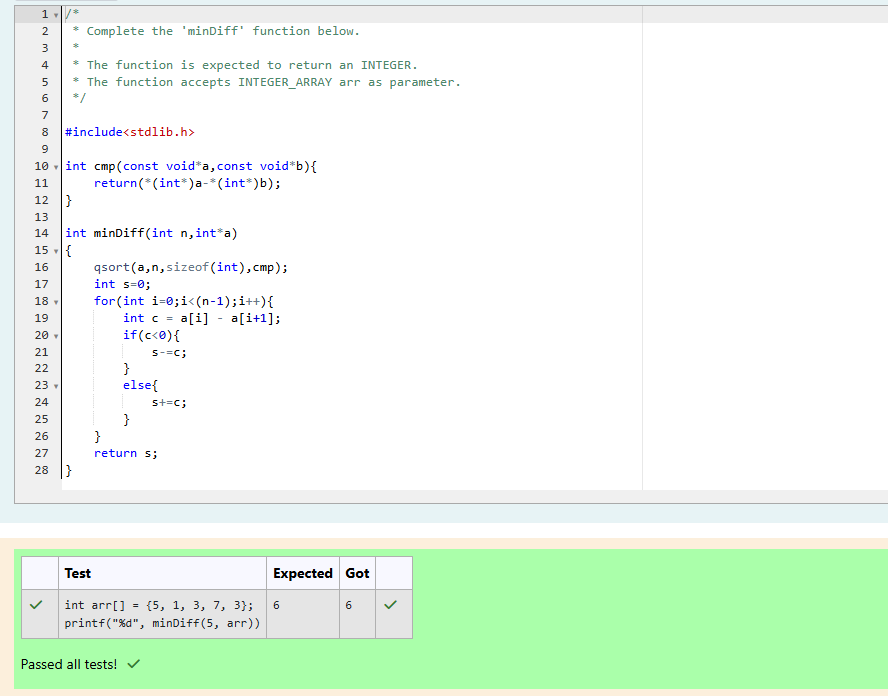 1 /*
2  * Complete the 'minDiff' function below.
3  *
4  * The function is expected to return an INTEGER.
5  * The function accepts INTEGER_ARRAY arr as parameter.
6  */
7
8 #include<stdlib.h>
9
10 int cmp(const void*a,const void*b){
11     return(*(int*)a-*(int*)b);
12 }
13
14 int minDiff(int n,int*a)
15 {
16     qsort(a,n,sizeof(int),cmp);
17     int s=0;
18     for(int i=0;i<(n-1);i++){
19         int c = a[i] - a[i+1];
20         if(c<0){
21             s-=c;
22         }
23         else{
24             s+=c;
25         }
26     }
27     return s;
28 }
Test Expected Got
int arr[] = {5, 1, 3, 7, 3}; 6 6
printf("%d", minDiff(5, arr))
Passed all tests!